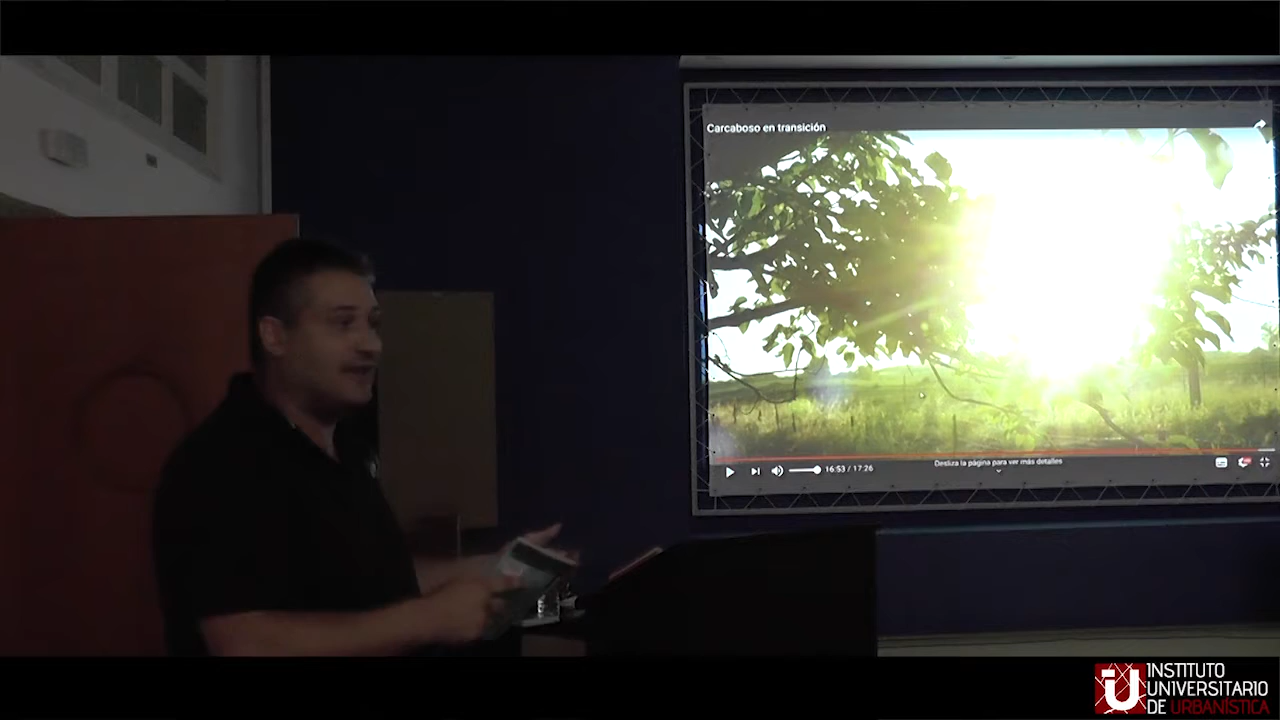 Carcaboso en transición
16:53 / 17:26
Desliza la página para ver más detalles
INSTITUTO
UNIVERSITARIO
DE URBANÍSTICA